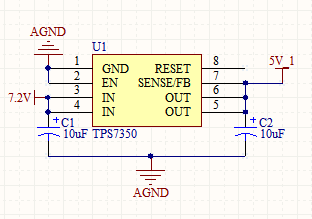 AGND
U1
5V_1
1 GND RESET 8
2 EN SENSE/FB 7
7.2V 3 IN OUT 6
4 IN OUT 5
+ C1 TPS7350 + C2
10uF 10uF
AGND